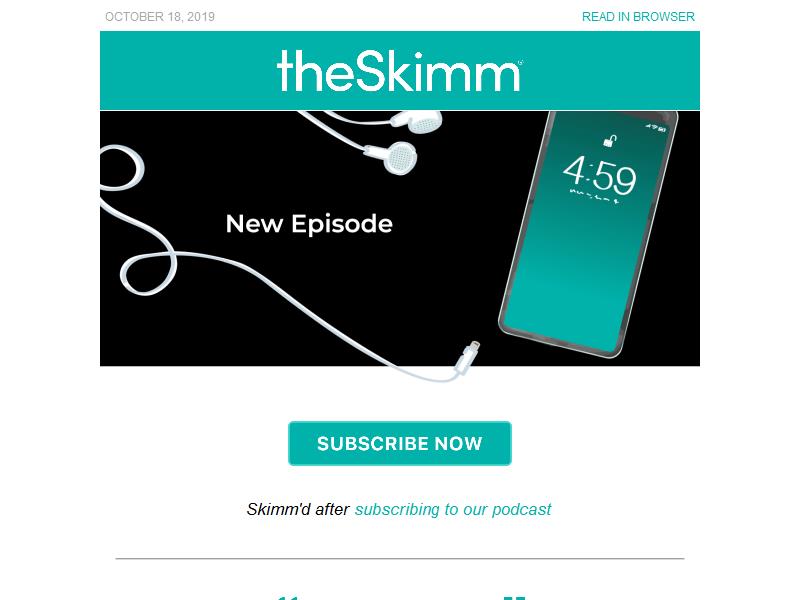 OCTOBER 18, 2019
READ IN BROWSER
theSkimm®
4:59
New Episode
SUBSCRIBE NOW
Skimm'd after subscribing to our podcast